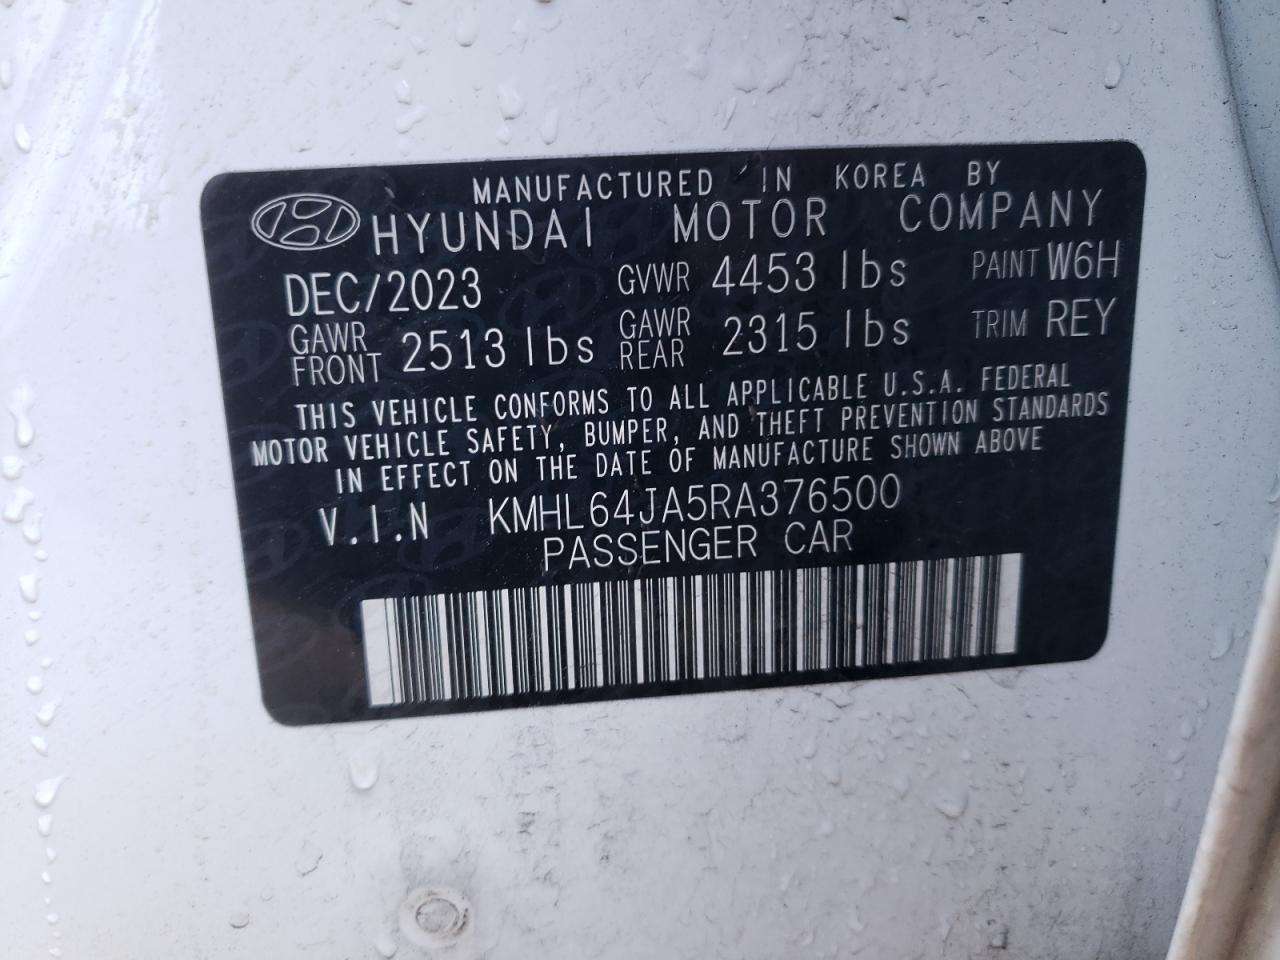 MANUFACTURED IN KOREA BY
HYUNDAI MOTOR COMPANY
DEC/2023 GVWR 4453 lbs PAINT W6H
GAWR FRONT 2513 lbs GAWR REAR 2315 lbs TRIM REY
THIS VEHICLE CONFORMS TO ALL APPLICABLE U.S.A. FEDERAL
MOTOR VEHICLE SAFETY, BUMPER, AND THEFT PREVENTION STANDARDS
IN EFFECT ON THE DATE OF MANUFACTURE SHOWN ABOVE
V.I.N KMHL64JA5RA376500
PASSENGER CAR